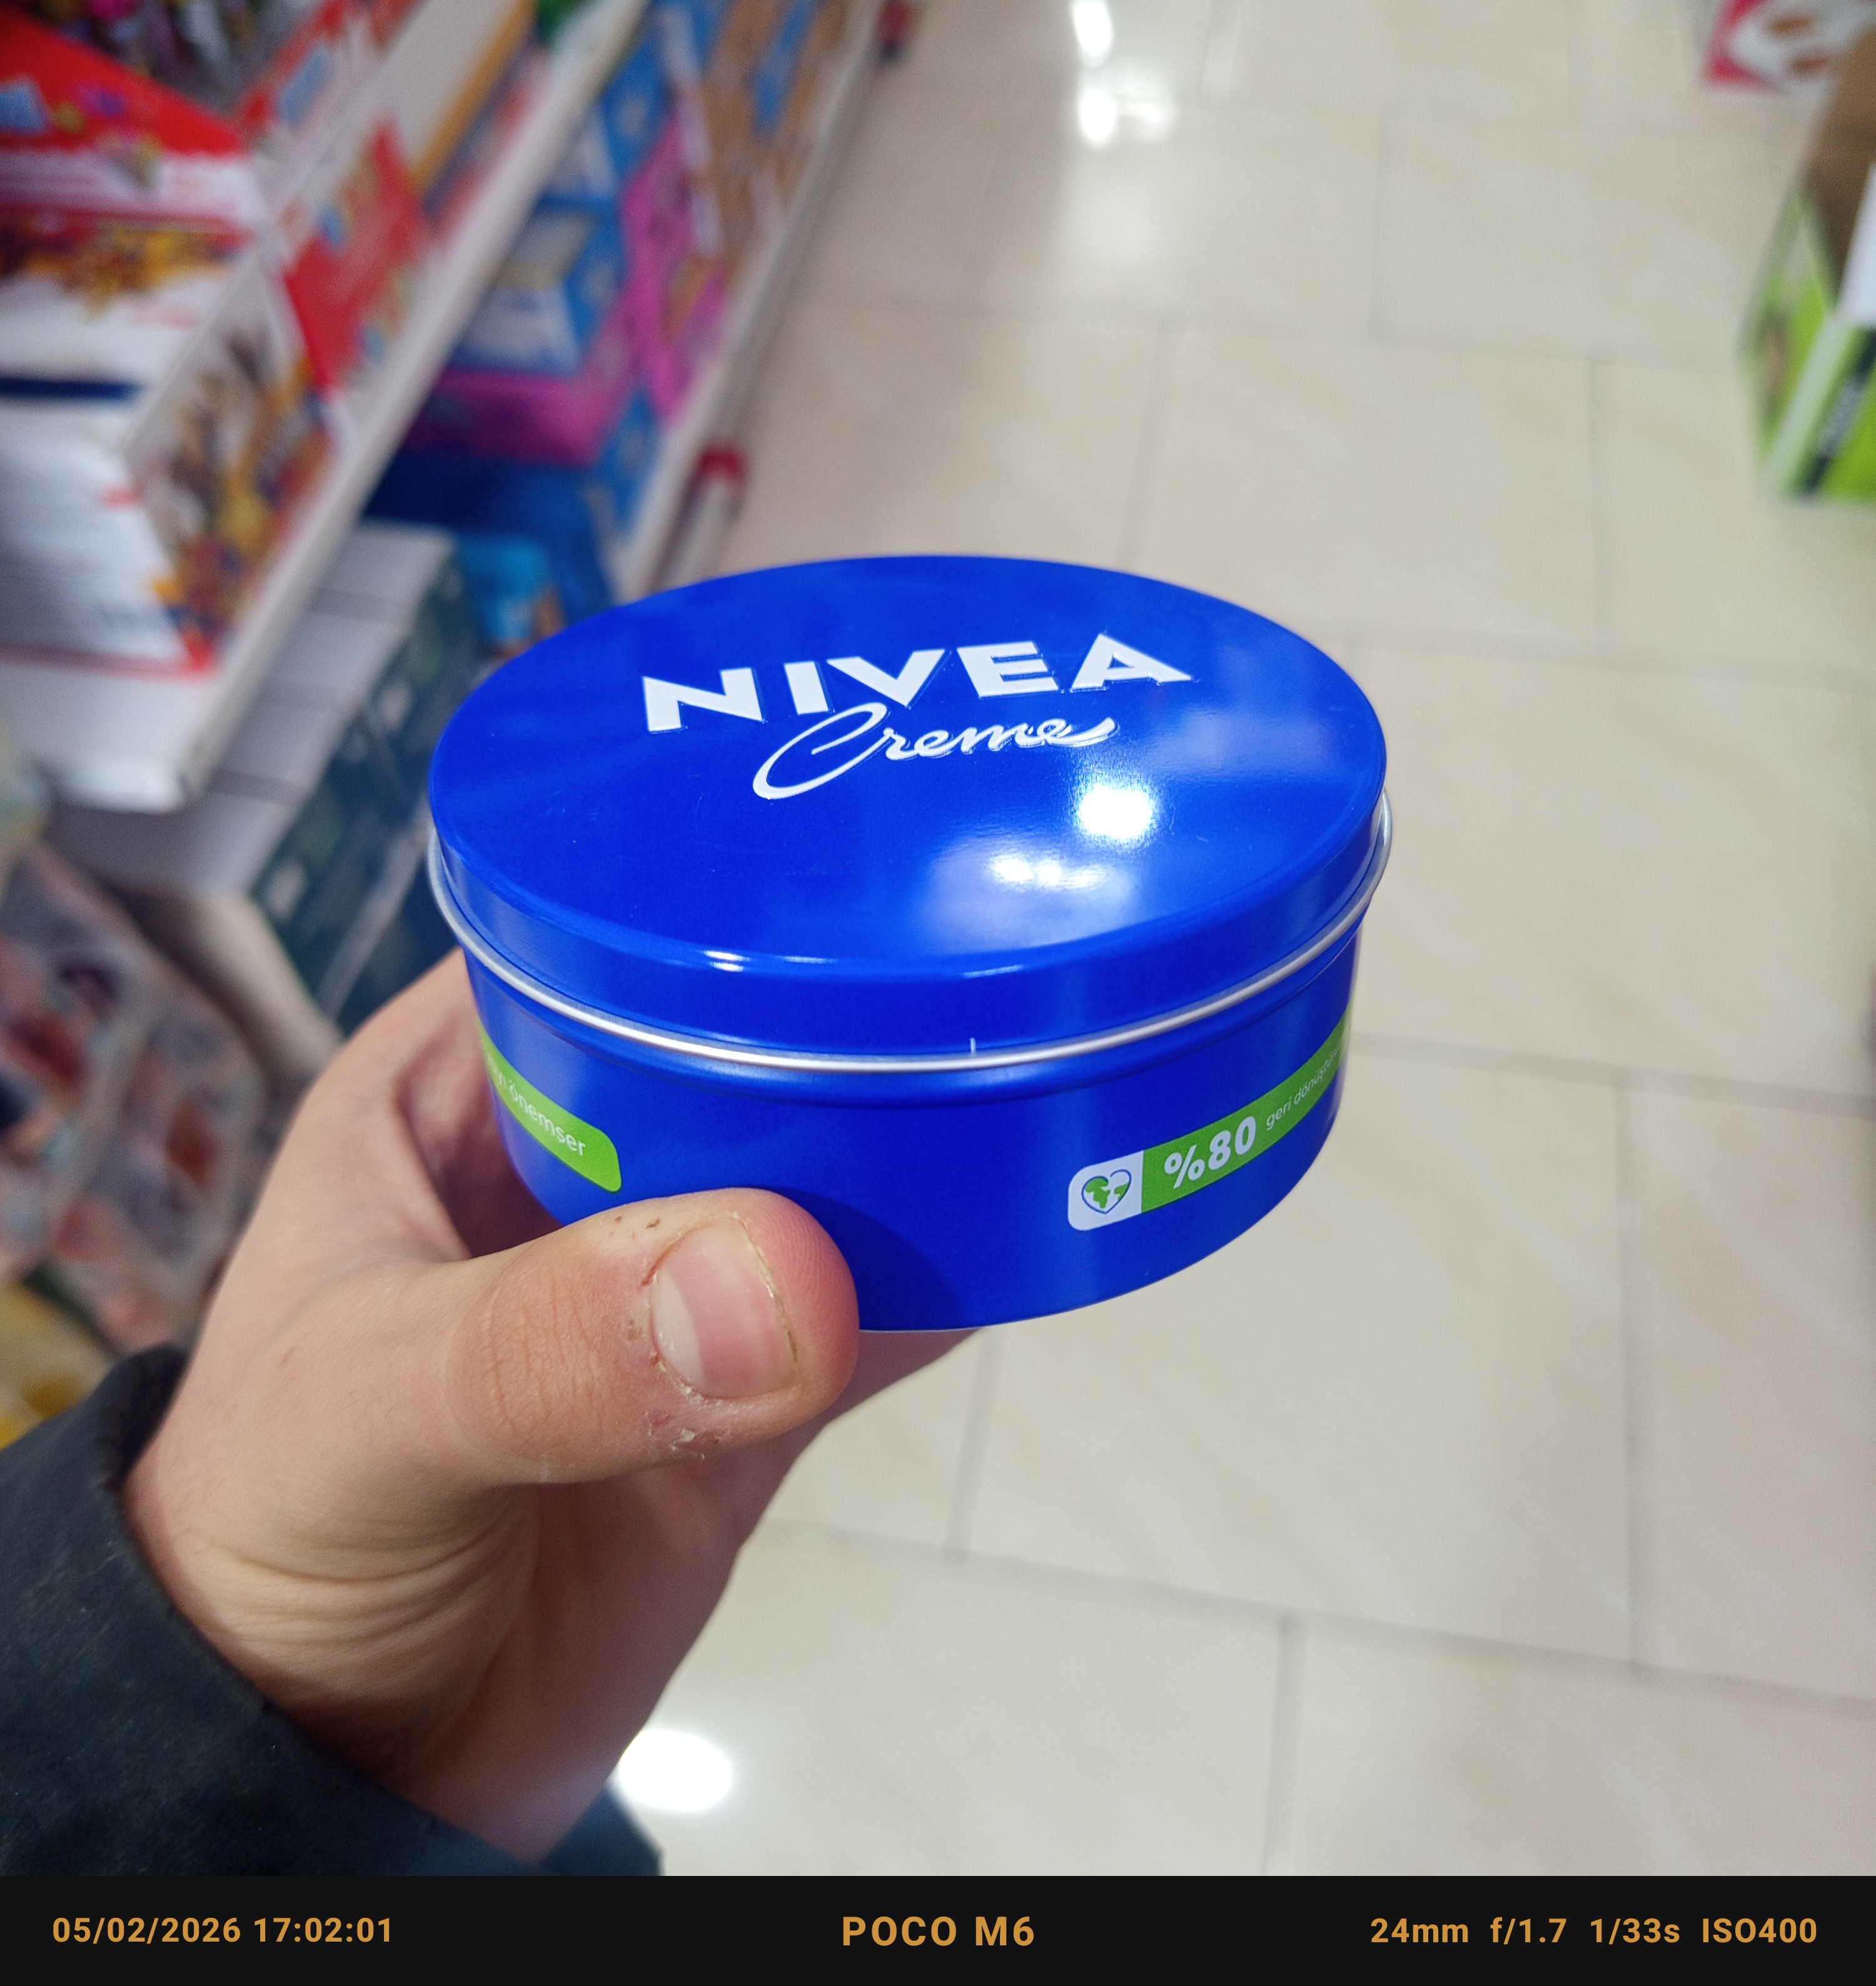 NIVEA
Creme
önemser
%80 geri dönüştürü
05/02/2026 17:02:01
POCO M6
24mm f/1.7 1/33s ISO400